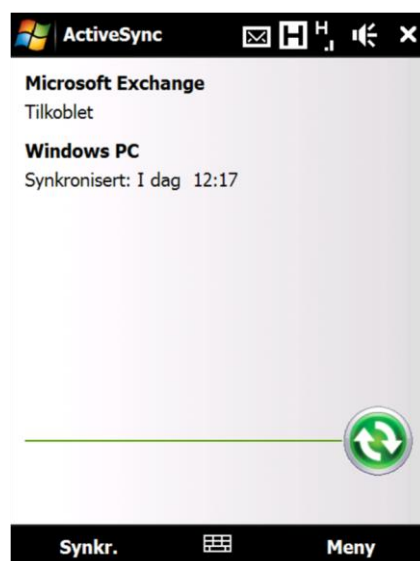 ActiveSync
H
H
Microsoft Exchange
Tilkoblet
Windows PC
Synkronisert: I dag 12:17
Synkr.
Meny